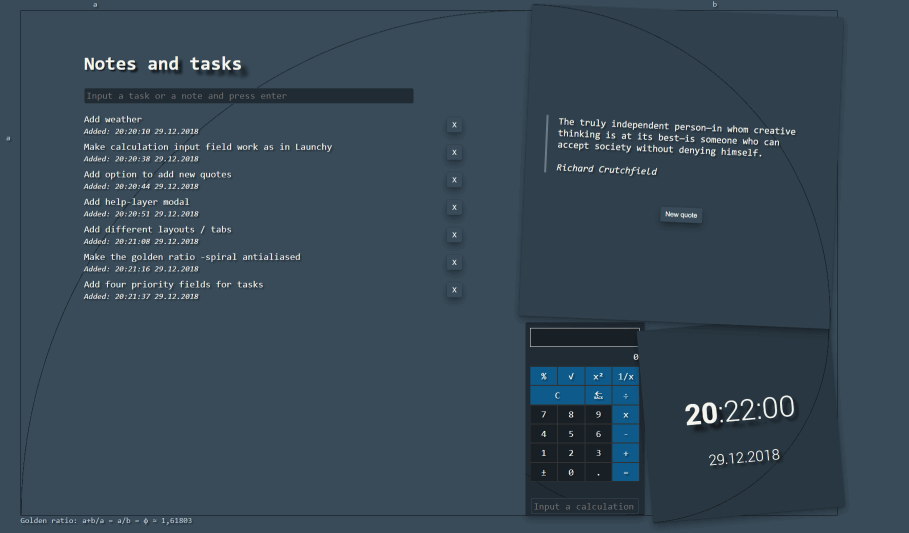 a
b
a
Notes and tasks
Input a task or a note and press enter
Add weather
X
Added: 20:20:10 29.12.2018
Make calculation input field work as in Launchy
X
Added: 20:20:38 29.12.2018
Add option to add new quotes
X
Added: 20:20:44 29.12.2018
Add help-layer modal
X
Added: 20:20:51 29.12.2018
Add different layouts / tabs
X
Added: 20:21:08 29.12.2018
Make the golden ratio -spiral antialiased
X
Added: 20:21:16 29.12.2018
Add four priority fields for tasks
X
Added: 20:21:37 29.12.2018
The truly independent person—in whom creative
thinking is at its best—is someone who can
accept society without denying himself.
Richard Crutchfield
New quote
0
% √ x² 1/x
C ÷
7 8 9 x
4 5 6 -
1 2 3 +
± 0 . =
Input a calculation
20:22:00
29.12.2018
Golden ratio: a+b/a = a/b = ϕ ≈ 1,61803